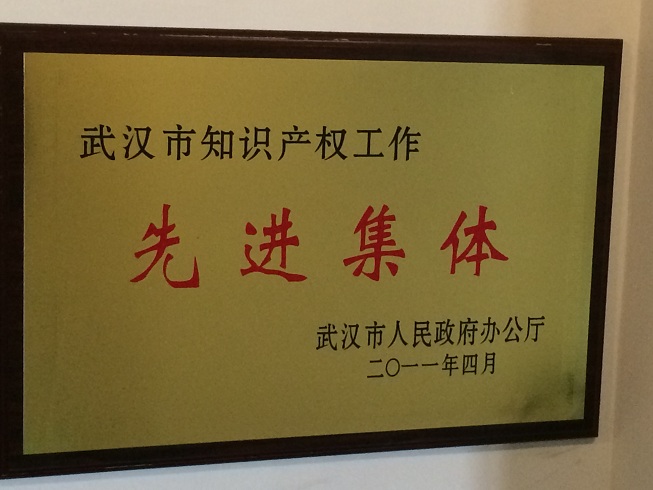 武汉市知识产权工作
先进集体
武汉市人民政府办公厅
二〇一一年四月